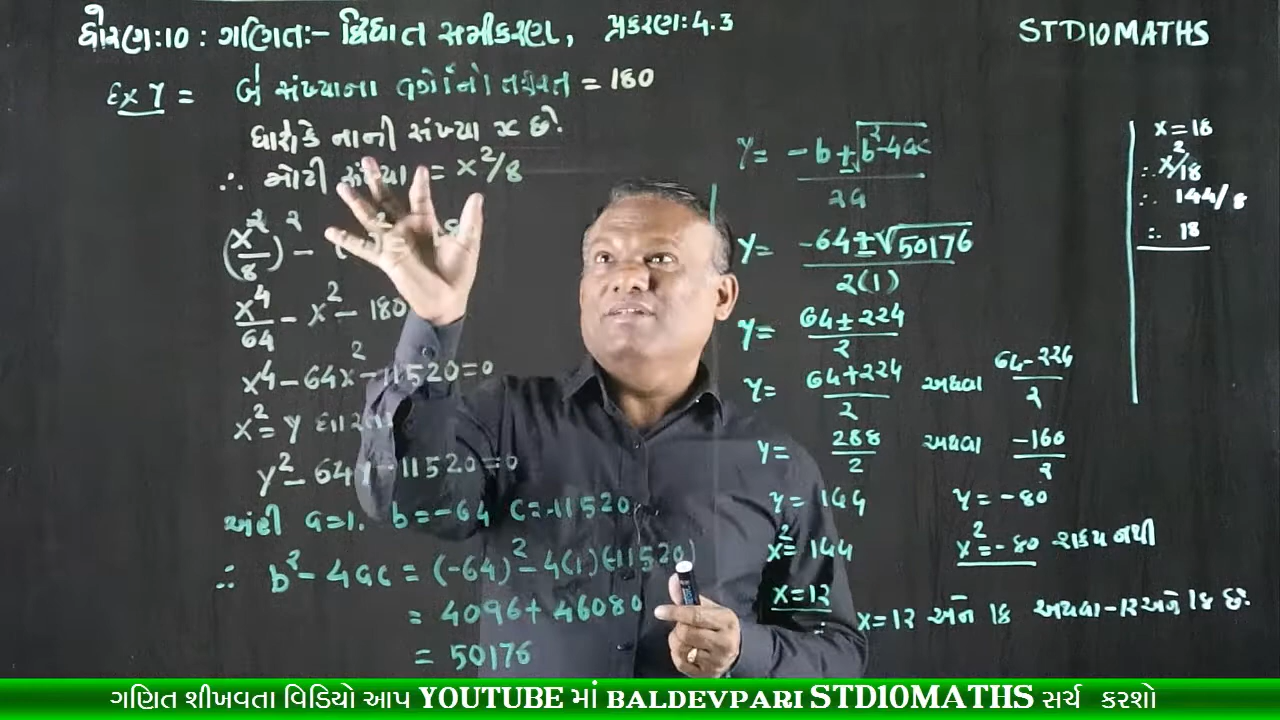 ધોરણ:10 : ગણિત:- દ્વિઘાત સમીકરણ, પ્રકરણ:4.3
STD10MATHS
Ex 7 = બે સંખ્યાના વર્ગોનો તફાવત = 180
ધારોકે નાની સંખ્યા x છે.
∴ મોટી સંખ્યા = x²/8
(x²/8)² -
x⁴/64 - x² - 180
x⁴ - 64x² - 11520 = 0
x² = y ધારતા
y² - 64y - 11520 = 0
અહીં a=1. b=-64 c=-11520
∴ b² - 4ac = (-64)² - 4(1)(-11520)
= 4096 + 46080
= 50176
y = -b ± √b²-4ac / 2a
y = -64 ± √50176 / 2(1)
y = 64 ± 224 / 2
y = 64+224 / 2 અથવા 64-224 / 2
y = 288 / 2 અથવા -160 / 2
y = 144 y = -80
x² = 144 x² = -80 શક્ય નથી
x = 12
x = 12 અને 18 અથવા -12 અને 18 છે.
x = 18
∴ x²/18
∴ 144/8
∴ 18
ગણિત શીખવતા વિડિયો આપ YOUTUBE માં BALDEVPARI STD10MATHS સર્ચ કરશો